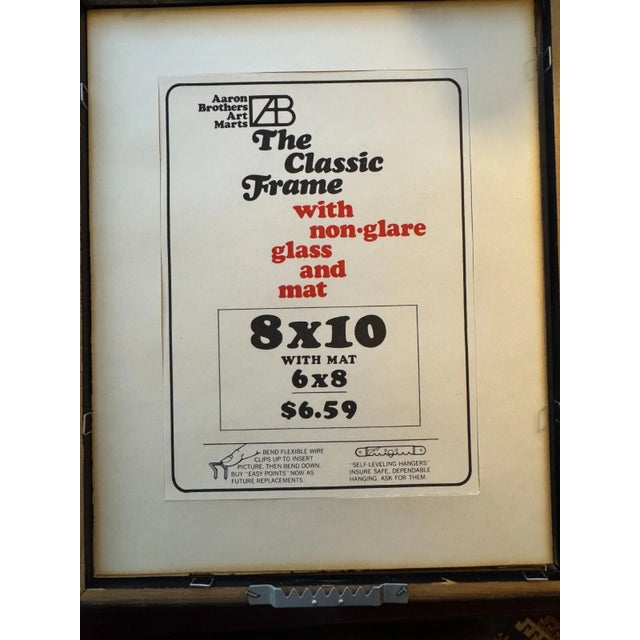 Aaron
Brothers
Art
Marts
AB
The
Classic
Frame
with
non·glare
glass
and
mat
8x10
WITH MAT
6x8
$6.59
BEND FLEXIBLE WIRE
CLIPS UP TO INSERT
PICTURE, THEN BEND DOWN.
BUY "EASY POINTS" NOW AS
FUTURE REPLACEMENTS.
"SELF-LEVELING HANGERS"
INSURE SAFE, DEPENDABLE
HANGING. ASK FOR THEM.